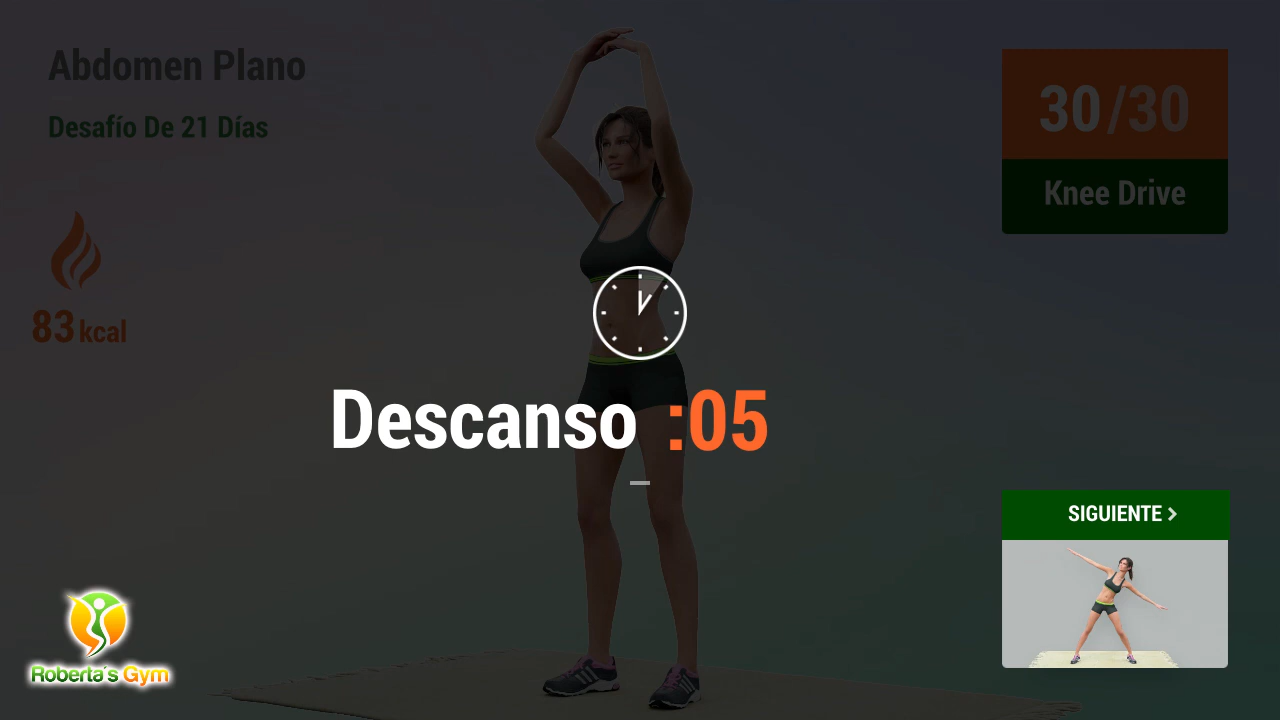 Abdomen Plano
Desafío De 21 Días
83 kcal
30/30
Knee Drive
Descanso :05
SIGUIENTE >
Roberta´s Gym